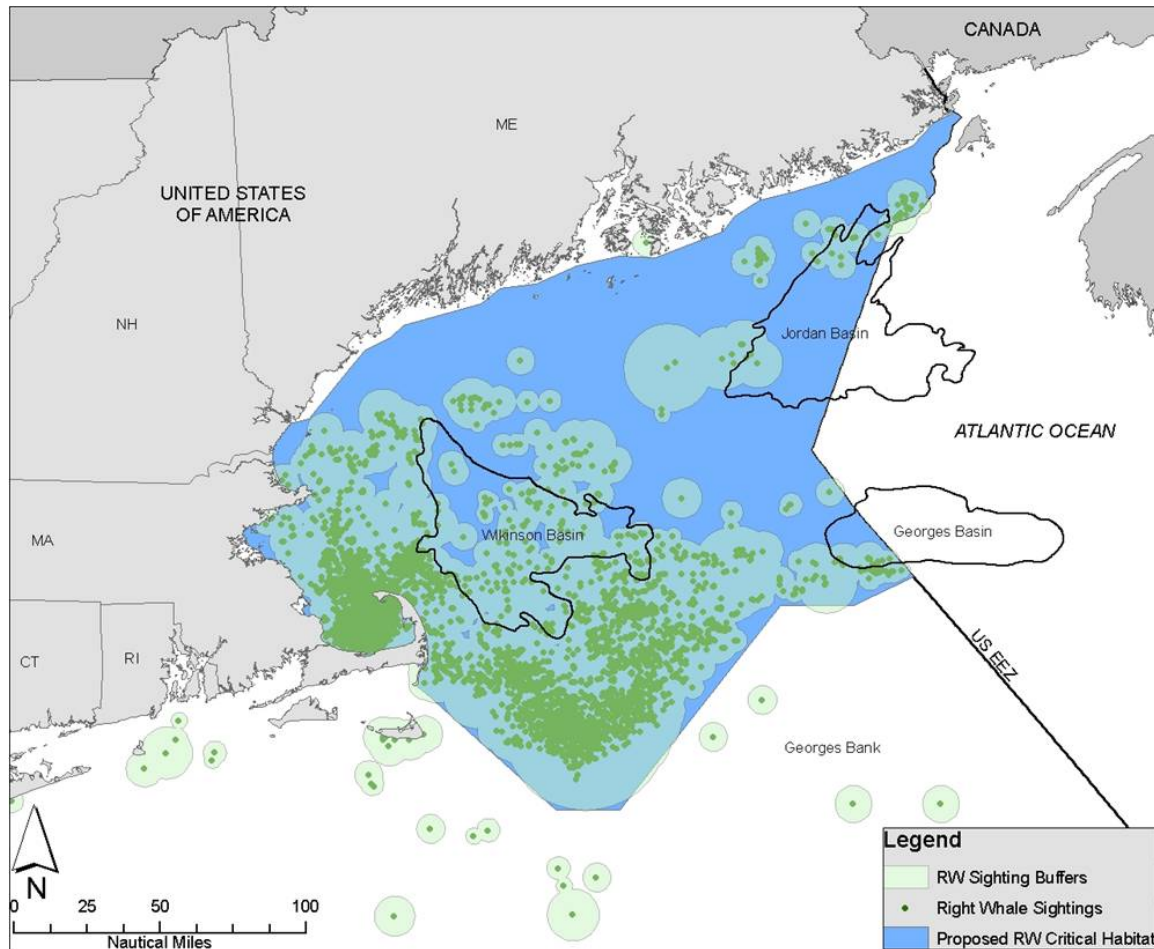 CANADA
ME
UNITED STATES
OF AMERICA
NH
Jordan Basin
ATLANTIC OCEAN
MA
Wilkinson Basin
Georges Basin
CT
RI
US EEZ
Georges Bank
N
0 25 50 100
Nautical Miles
Legend
RW Sighting Buffers
Right Whale Sightings
Proposed RW Critical Habitat